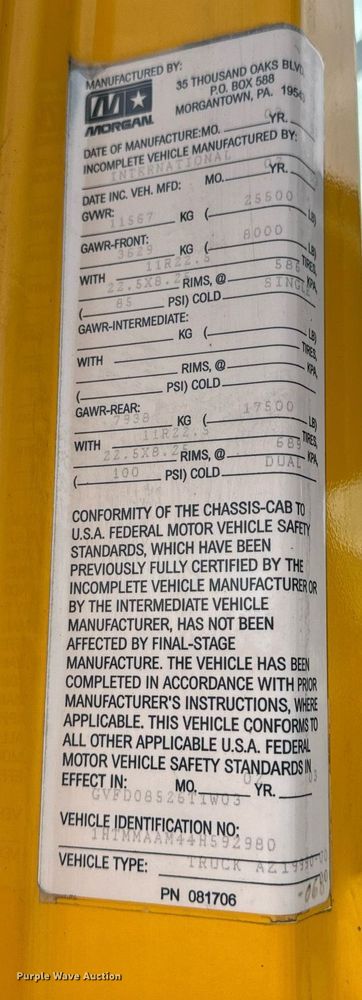 MANUFACTURED BY:
MORGAN
35 THOUSAND OAKS BLVD.
P.O. BOX 588
MORGANTOWN, PA. 19543
DATE OF MANUFACTURE: MO. YR.
INCOMPLETE VEHICLE MANUFACTURED BY:
INTERNATIONAL
DATE INC. VEH. MFD: MO. YR.
GVWR: 11567 KG ( 25500 LB)
GAWR-FRONT: 3629 KG ( 8000 LB)
WITH 11R22.5 TIRES,
22.5X8.25 RIMS, @ 586 KPA,
( 85 PSI) COLD SINGLE
GAWR-INTERMEDIATE:
KG ( LB)
WITH TIRES,
RIMS, @ KPA,
( PSI) COLD
GAWR-REAR: 7938 KG ( 17500 LB)
WITH 11R22.5 TIRES,
22.5X8.25 RIMS, @ 689 KPA,
( 100 PSI) COLD DUAL
CONFORMITY OF THE CHASSIS-CAB TO
U.S.A. FEDERAL MOTOR VEHICLE SAFETY
STANDARDS, WHICH HAVE BEEN
PREVIOUSLY FULLY CERTIFIED BY THE
INCOMPLETE VEHICLE MANUFACTURER OR
BY THE INTERMEDIATE VEHICLE
MANUFACTURER, HAS NOT BEEN
AFFECTED BY FINAL-STAGE
MANUFACTURE. THE VEHICLE HAS BEEN
COMPLETED IN ACCORDANCE WITH PRIOR
MANUFACTURER'S INSTRUCTIONS, WHERE
APPLICABLE. THIS VEHICLE CONFORMS TO
ALL OTHER APPLICABLE U.S.A. FEDERAL
MOTOR VEHICLE SAFETY STANDARDS IN
EFFECT IN: MO. 07 YR. 03
GVFD08526TIW03
VEHICLE IDENTIFICATION NO:
1HTMMAAM44H592980
VEHICLE TYPE: TRUCK
PN 081706
Purple Wave Auction